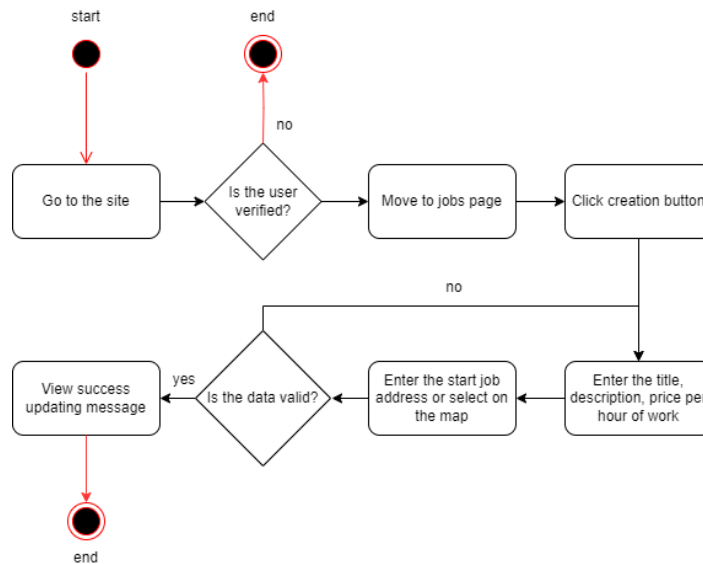 start
end
no
Go to the site
Is the user
verified?
Move to jobs page
Click creation button
no
View success
updating message
yes
Is the data valid?
Enter the start job
address or select on
the map
Enter the title,
description, price per
hour of work
end